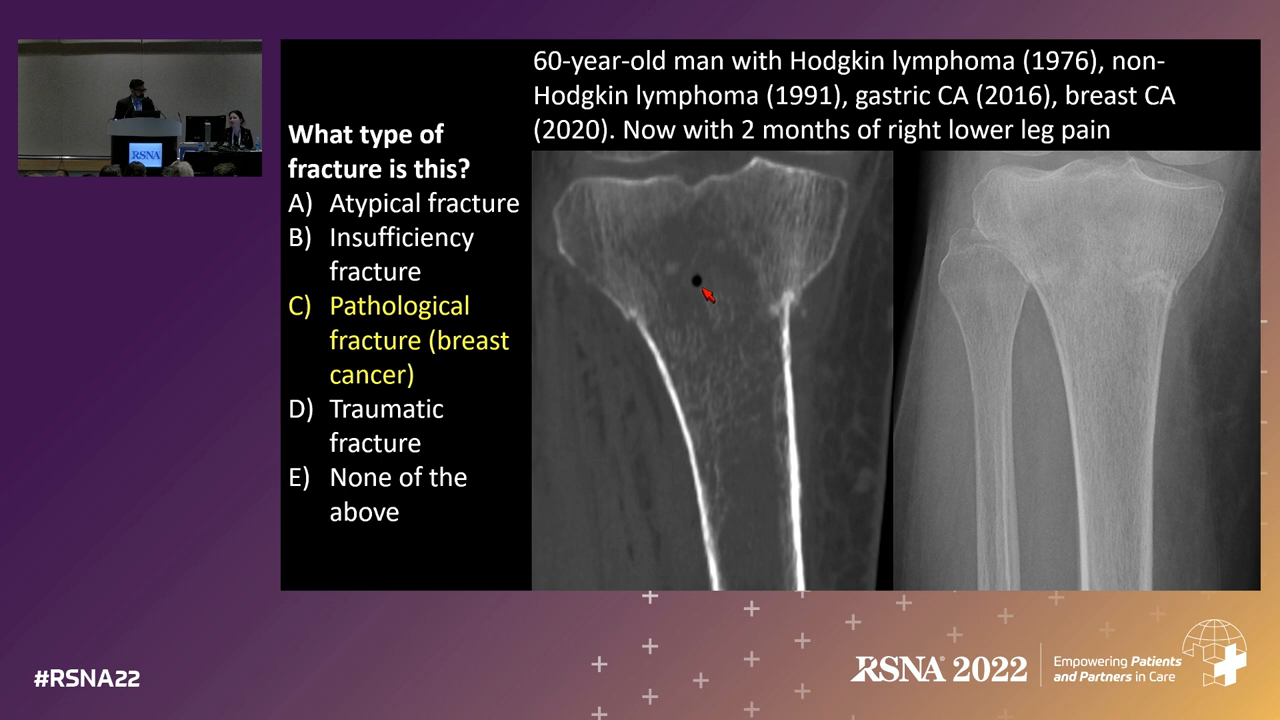 60-year-old man with Hodgkin lymphoma (1976), non-
Hodgkin lymphoma (1991), gastric CA (2016), breast CA
(2020). Now with 2 months of right lower leg pain
What type of
fracture is this?
A) Atypical fracture
B) Insufficiency
fracture
C) Pathological
fracture (breast
cancer)
D) Traumatic
fracture
E) None of the
above
RSNA
#RSNA22
RSNA® 2022
Empowering Patients
and Partners in Care